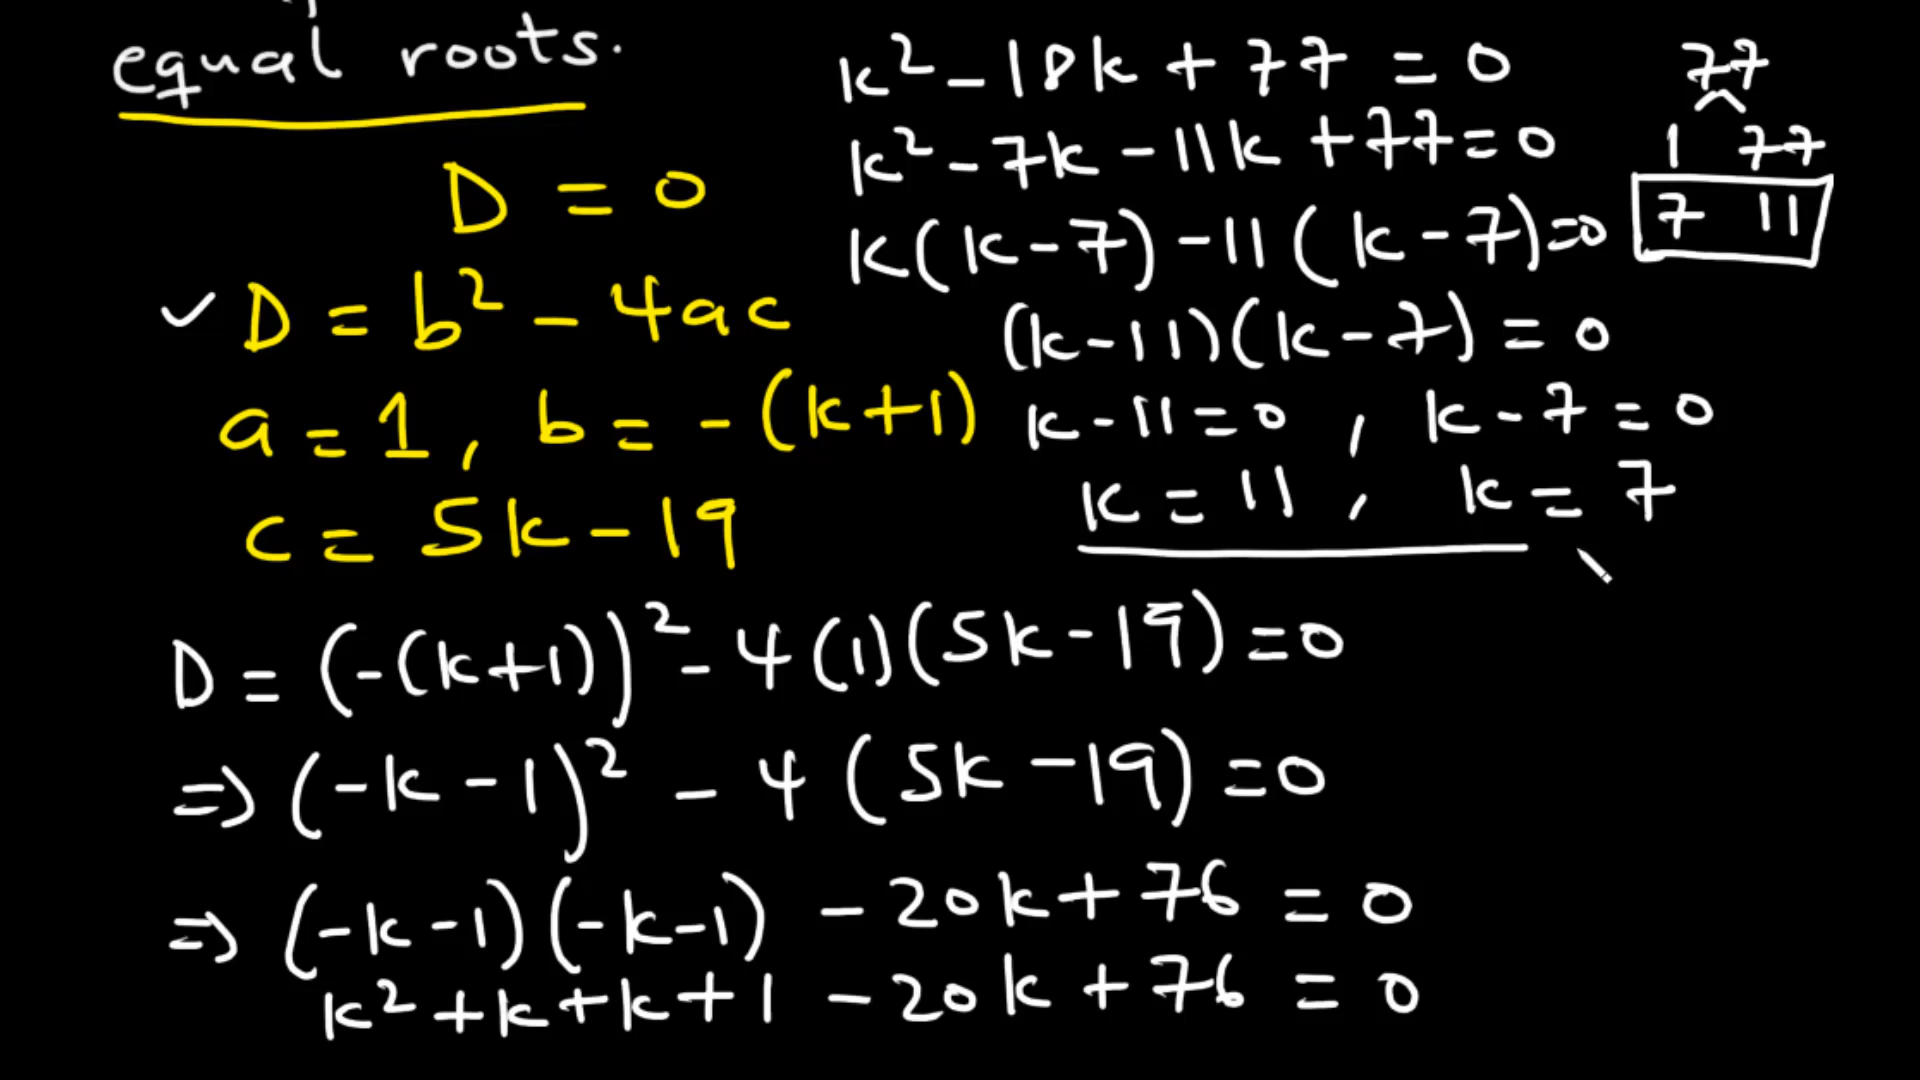 equal roots.
D = 0
✓ D = b² - 4ac
a = 1, b = -(k+1)
c = 5k - 19
D = (-(k+1))² - 4(1)(5k-19)=0
⇒ (-k-1)² - 4(5k-19)=0
⇒ (-k-1)(-k-1) - 20k + 76 = 0
k² + k + k + 1 - 20k + 76 = 0
k² - 18k + 77 = 0
k² - 7k - 11k + 77 = 0
k(k-7) - 11(k-7)=0
(k-11)(k-7) = 0
k-11=0, k-7=0
k = 11, k = 7
77
1 77
7 11